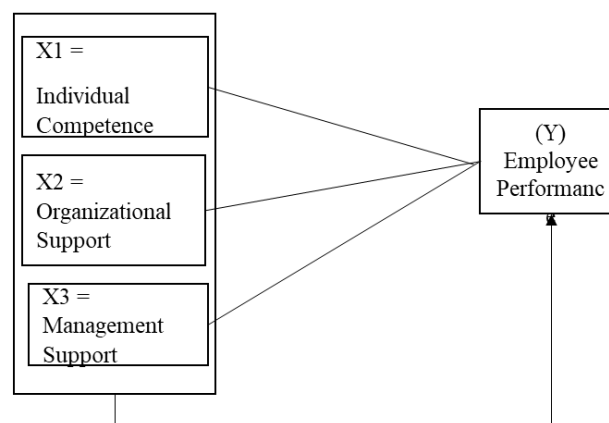 X1 =
Individual
Competence
X2 =
Organizational
Support
X3 =
Management
Support
(Y)
Employee
Performanc